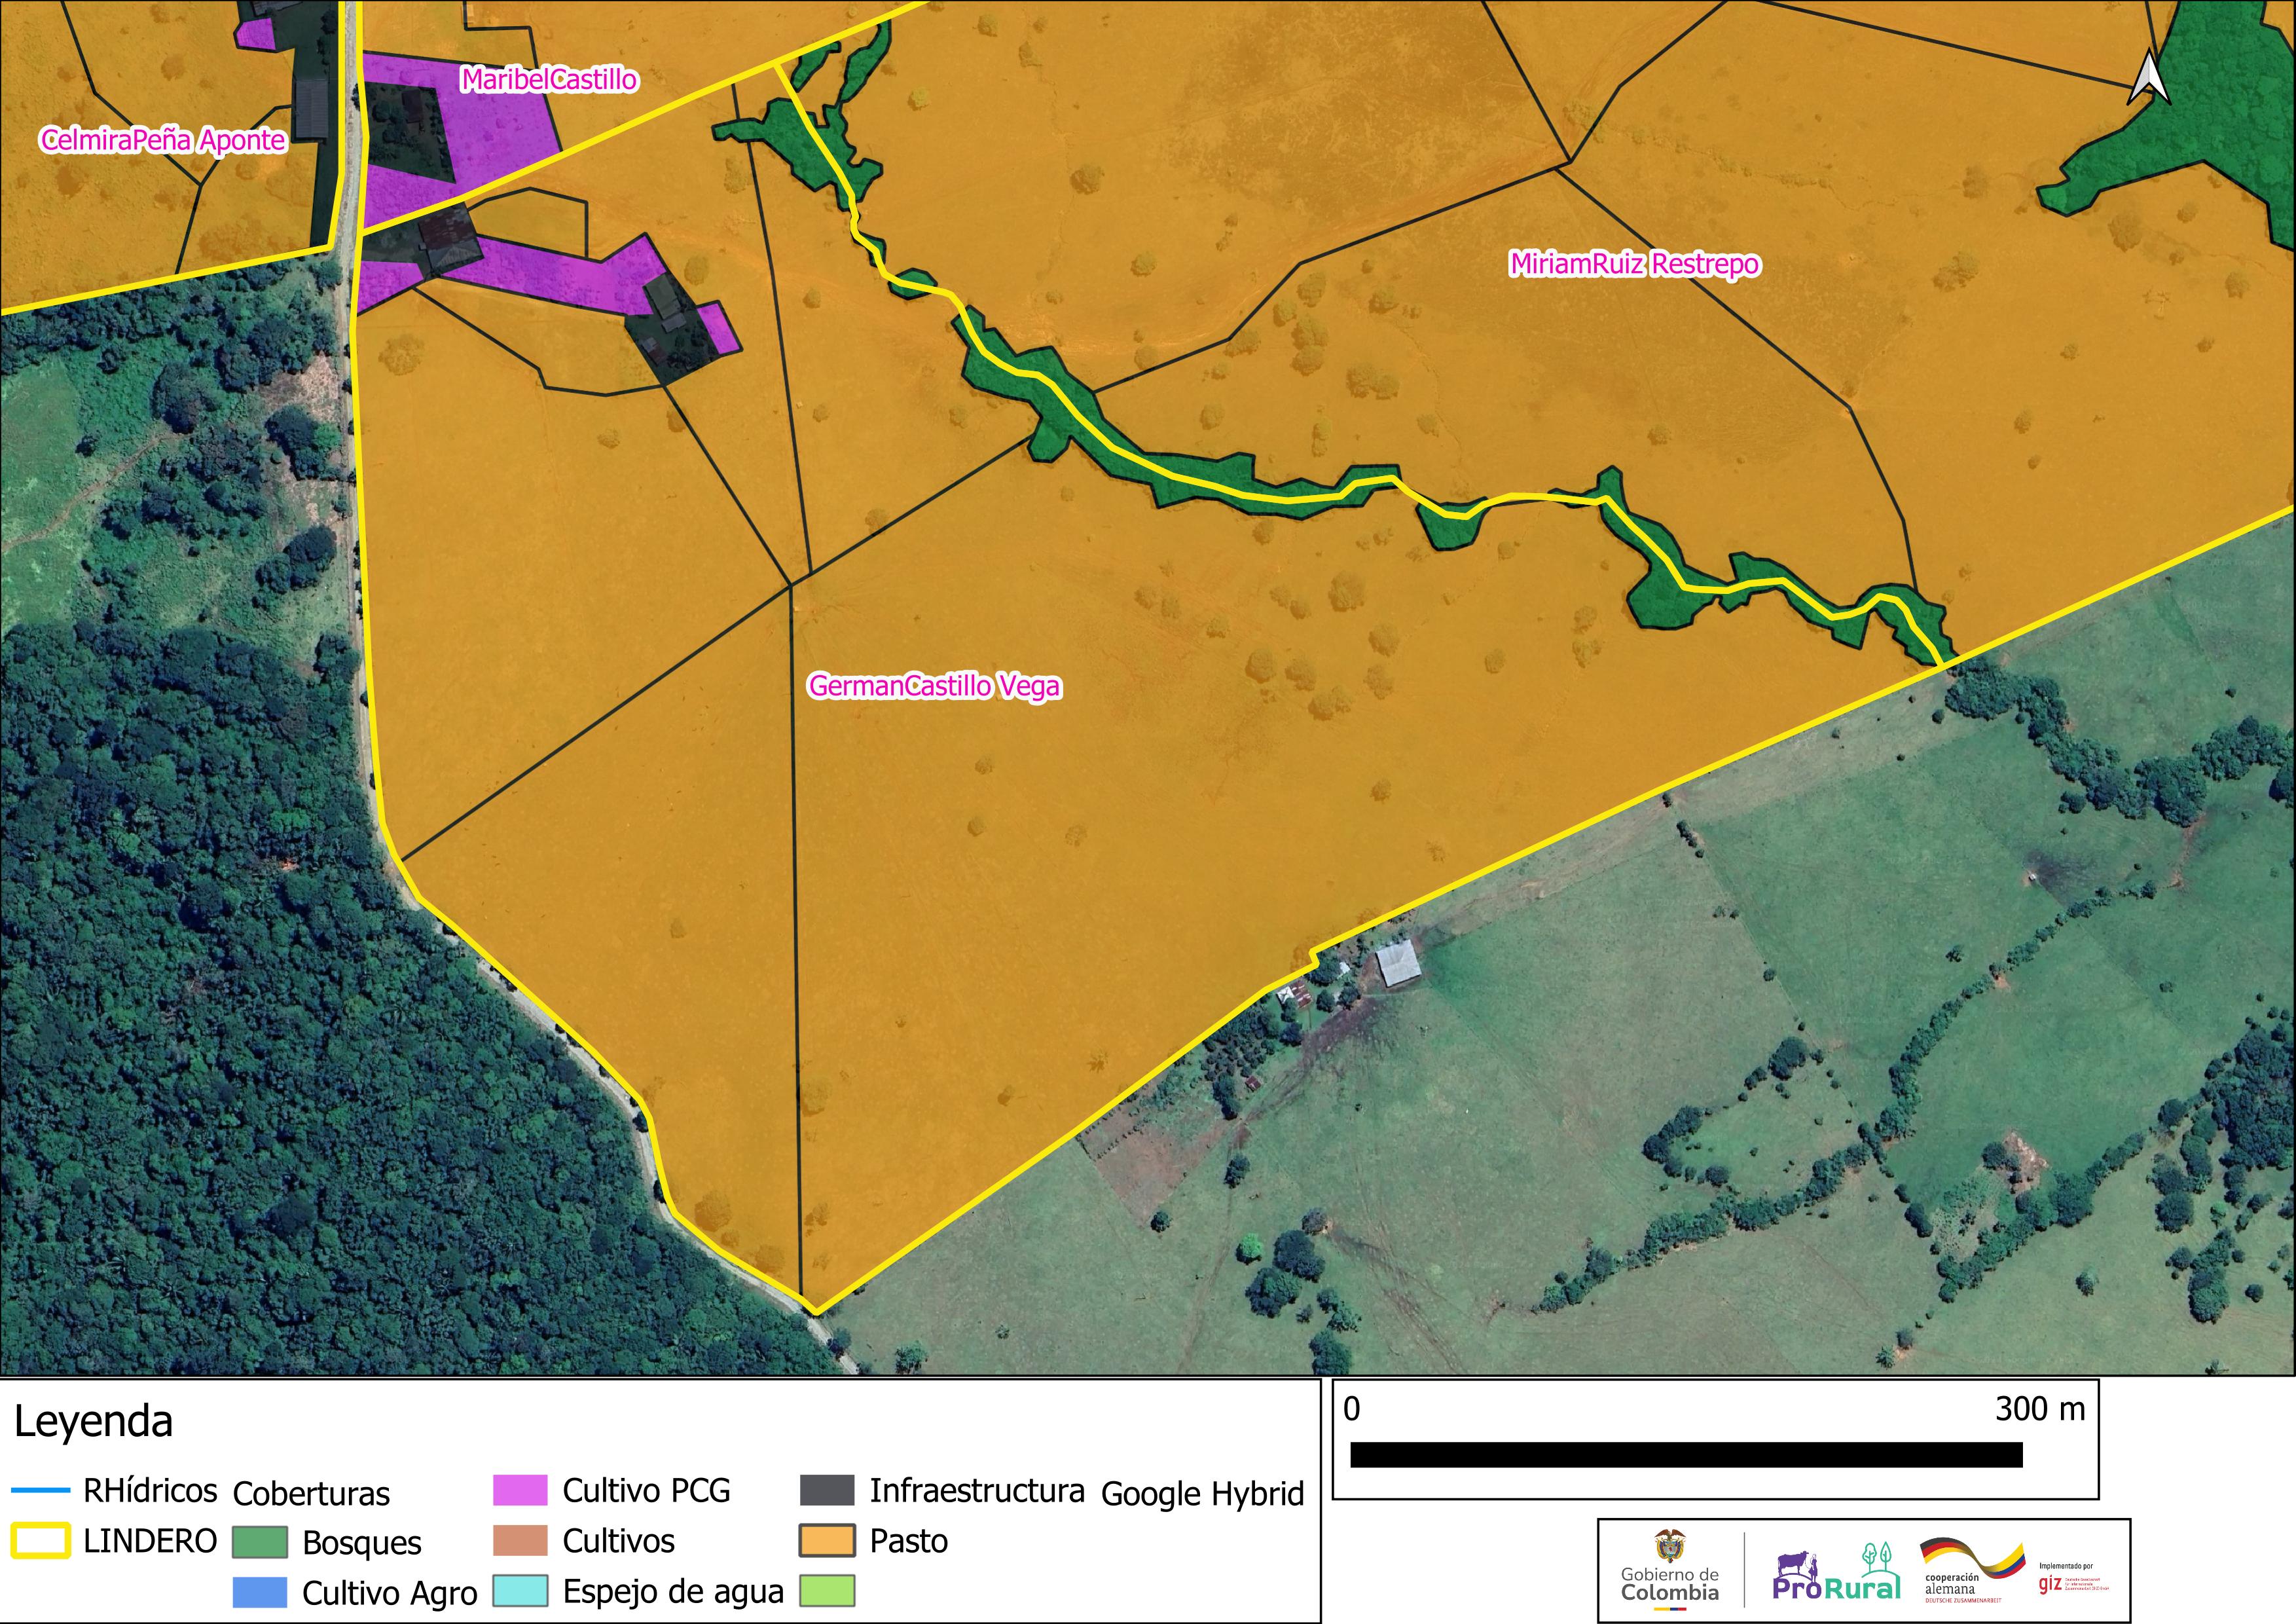 MaribelCastillo
CelmiraPeña Aponte
MiriamRuiz Restrepo
GermanCastillo Vega
Leyenda
RHídricos
LINDERO
Coberturas
Bosques
Cultivo Agro
Cultivo PCG
Cultivos
Espejo de agua
Infraestructura
Pasto
Google Hybrid
0 300 m
Gobierno de
Colombia
ProRural
cooperación
alemana
DEUTSCHE ZUSAMMENARBEIT
Implementado por
giz